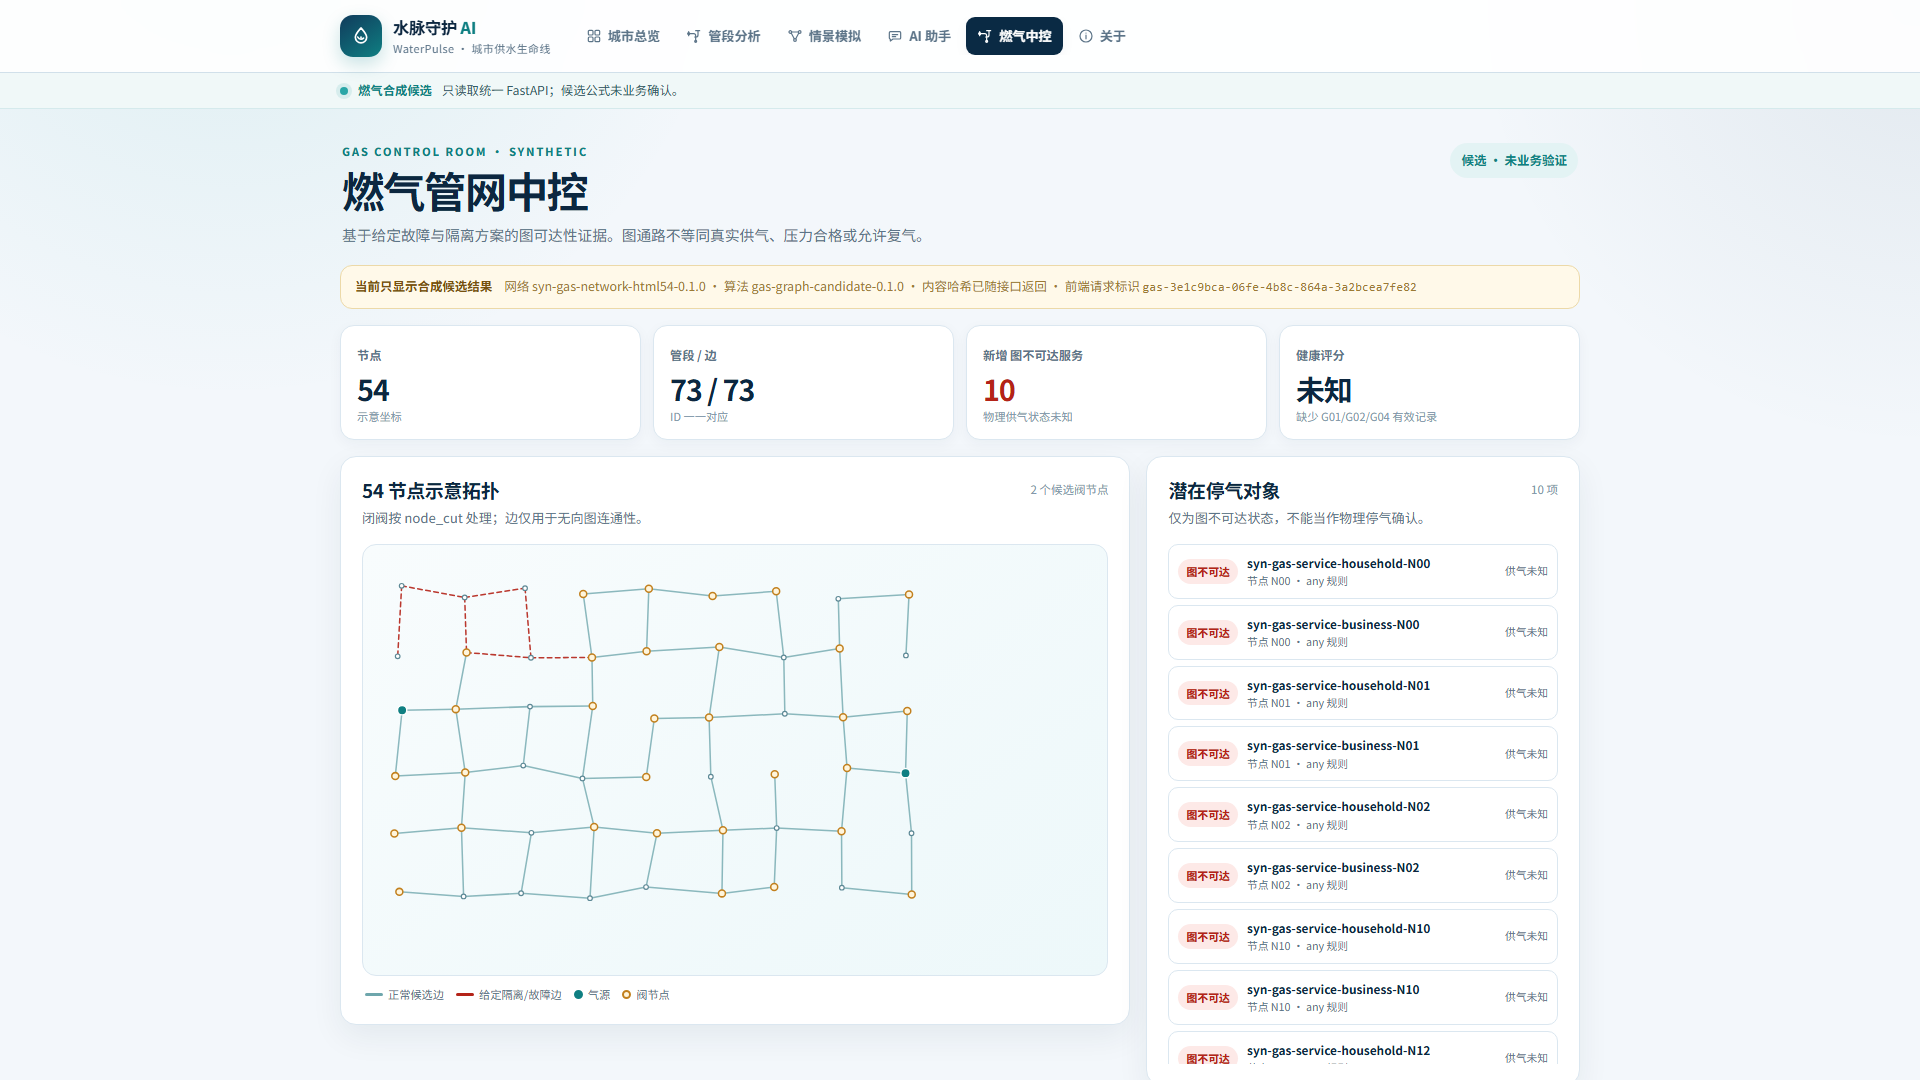 水脉守护 AI
WaterPulse · 城市供水生命线
城市总览
管段分析
情景模拟
AI 助手
燃气中控
关于
燃气合成候选 只读取统一 FastAPI；候选公式未业务确认。
GAS CONTROL ROOM · SYNTHETIC
候选 · 未业务验证
燃气管网中控
基于给定故障与隔离方案的图可达性证据。图通路不等同真实供气、压力合格或允许复气。
当前只显示合成候选结果 网络 syn-gas-network-html54-0.1.0 · 算法 gas-graph-candidate-0.1.0 · 内容哈希已随接口返回 · 前端请求标识 gas-3e1c9bca-06fe-4b8c-864a-3a2bcea7fe82
节点
54
示意坐标
管段 / 边
73 / 73
ID 一一对应
新增 图不可达服务
10
物理供气状态未知
健康评分
未知
缺少 G01/G02/G04 有效记录
54 节点示意拓扑
2 个候选阀节点
闭阀按 node_cut 处理；边仅用于无向图连通性。
正常候选边
给定隔离/故障边
气源
阀节点
潜在停气对象
10 项
仅为图不可达状态，不能当作物理停气确认。
图不可达 syn-gas-service-household-N00 供气未知
节点 N00 · any 规则
图不可达 syn-gas-service-business-N00 供气未知
节点 N00 · any 规则
图不可达 syn-gas-service-household-N01 供气未知
节点 N01 · any 规则
图不可达 syn-gas-service-business-N01 供气未知
节点 N01 · any 规则
图不可达 syn-gas-service-household-N02 供气未知
节点 N02 · any 规则
图不可达 syn-gas-service-business-N02 供气未知
节点 N02 · any 规则
图不可达 syn-gas-service-household-N10 供气未知
节点 N10 · any 规则
图不可达 syn-gas-service-business-N10 供气未知
节点 N10 · any 规则
图不可达 syn-gas-service-household-N12 供气未知